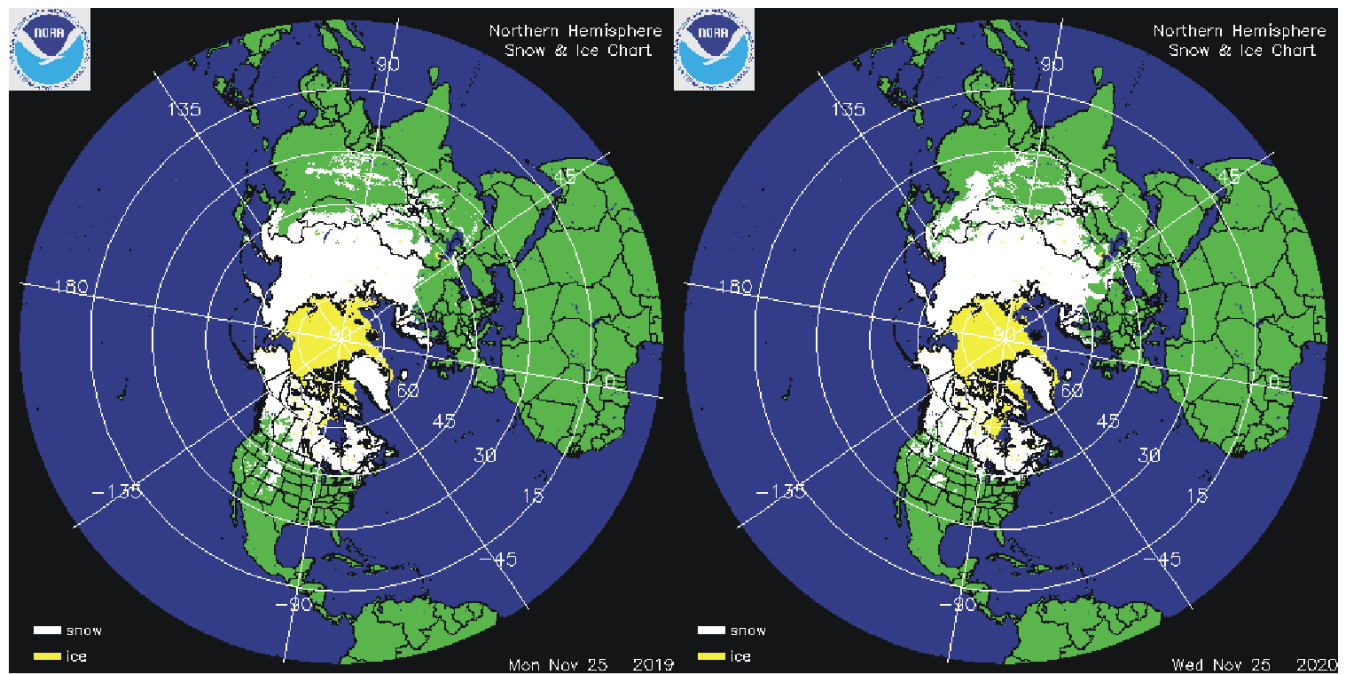 NOAA
Northern Hemisphere
Snow & Ice Chart
90
135
45
180
90
0
60
45
30
15
-135
-45
-90
snow
ice
Mon Nov 25 2019
NOAA
Northern Hemisphere
Snow & Ice Chart
90
135
45
180
90
0
60
45
30
15
-135
-45
-90
snow
ice
Wed Nov 25 2020